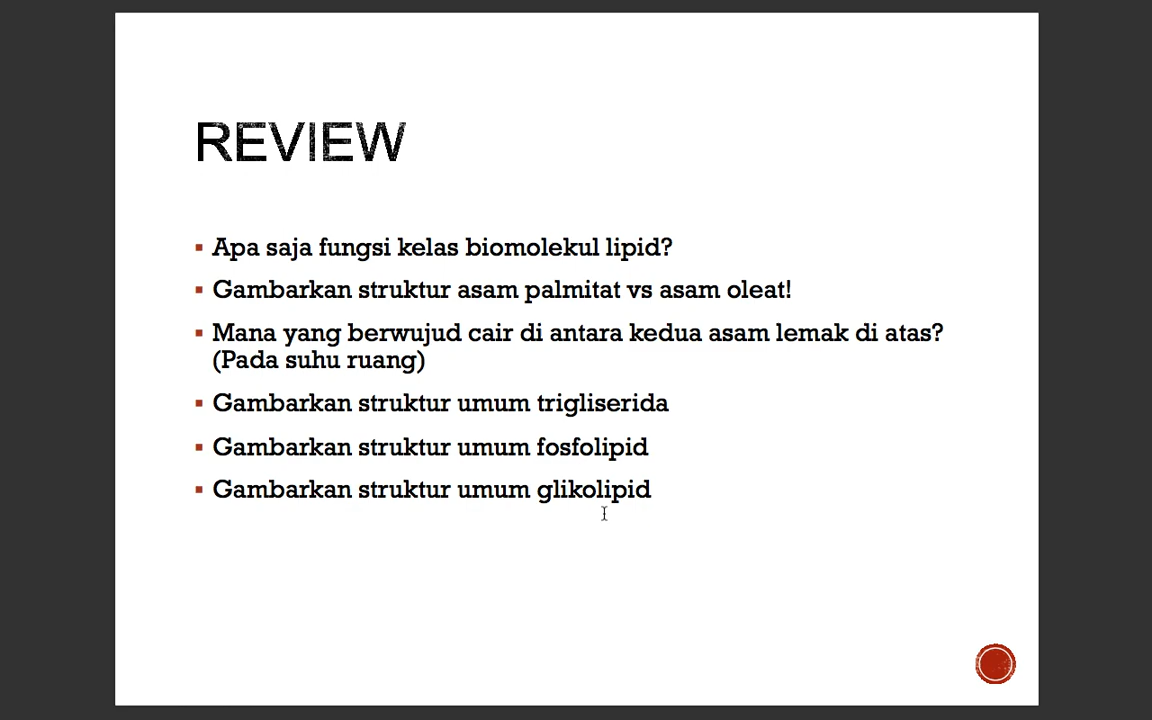 REVIEW
Apa saja fungsi kelas biomolekul lipid?
Gambarkan struktur asam palmitat vs asam oleat!
Mana yang berwujud cair di antara kedua asam lemak di atas?
(Pada suhu ruang)
Gambarkan struktur umum trigliserida
Gambarkan struktur umum fosfolipid
Gambarkan struktur umum glikolipid